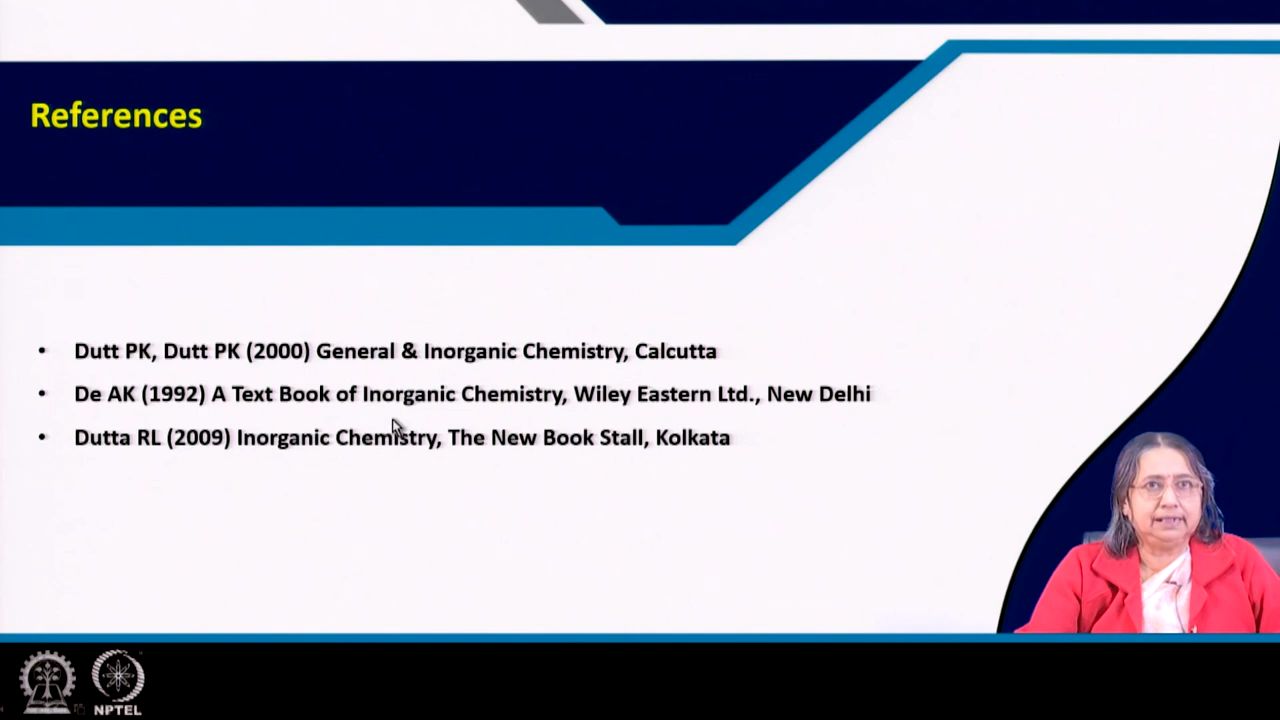 References
• Dutt PK, Dutt PK (2000) General & Inorganic Chemistry, Calcutta
• De AK (1992) A Text Book of Inorganic Chemistry, Wiley Eastern Ltd., New Delhi
• Dutta RL (2009) Inorganic Chemistry, The New Book Stall, Kolkata
NPTEL